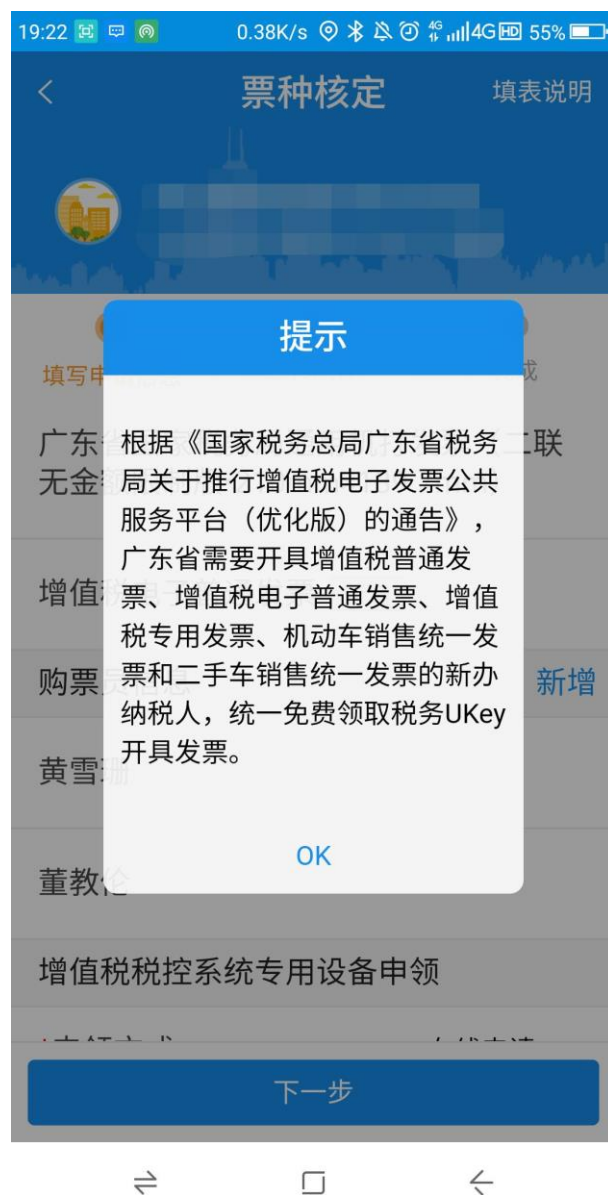 19:22 0.38K/s 4G 4G HD 55%
票种核定 填表说明
提示
填写申
广东 二联
无金
根据《国家税务总局广东省税务
局关于推行增值税电子发票公共
服务平台（优化版）的通告》，
广东省需要开具增值税普通发
票、增值税电子普通发票、增值
税专用发票、机动车销售统一发
票和二手车销售统一发票的新办
纳税人，统一免费领取税务UKey
开具发票。
OK
增值
购票 新增
黄雪珊
董教伦
增值税税控系统专用设备申领
下一步